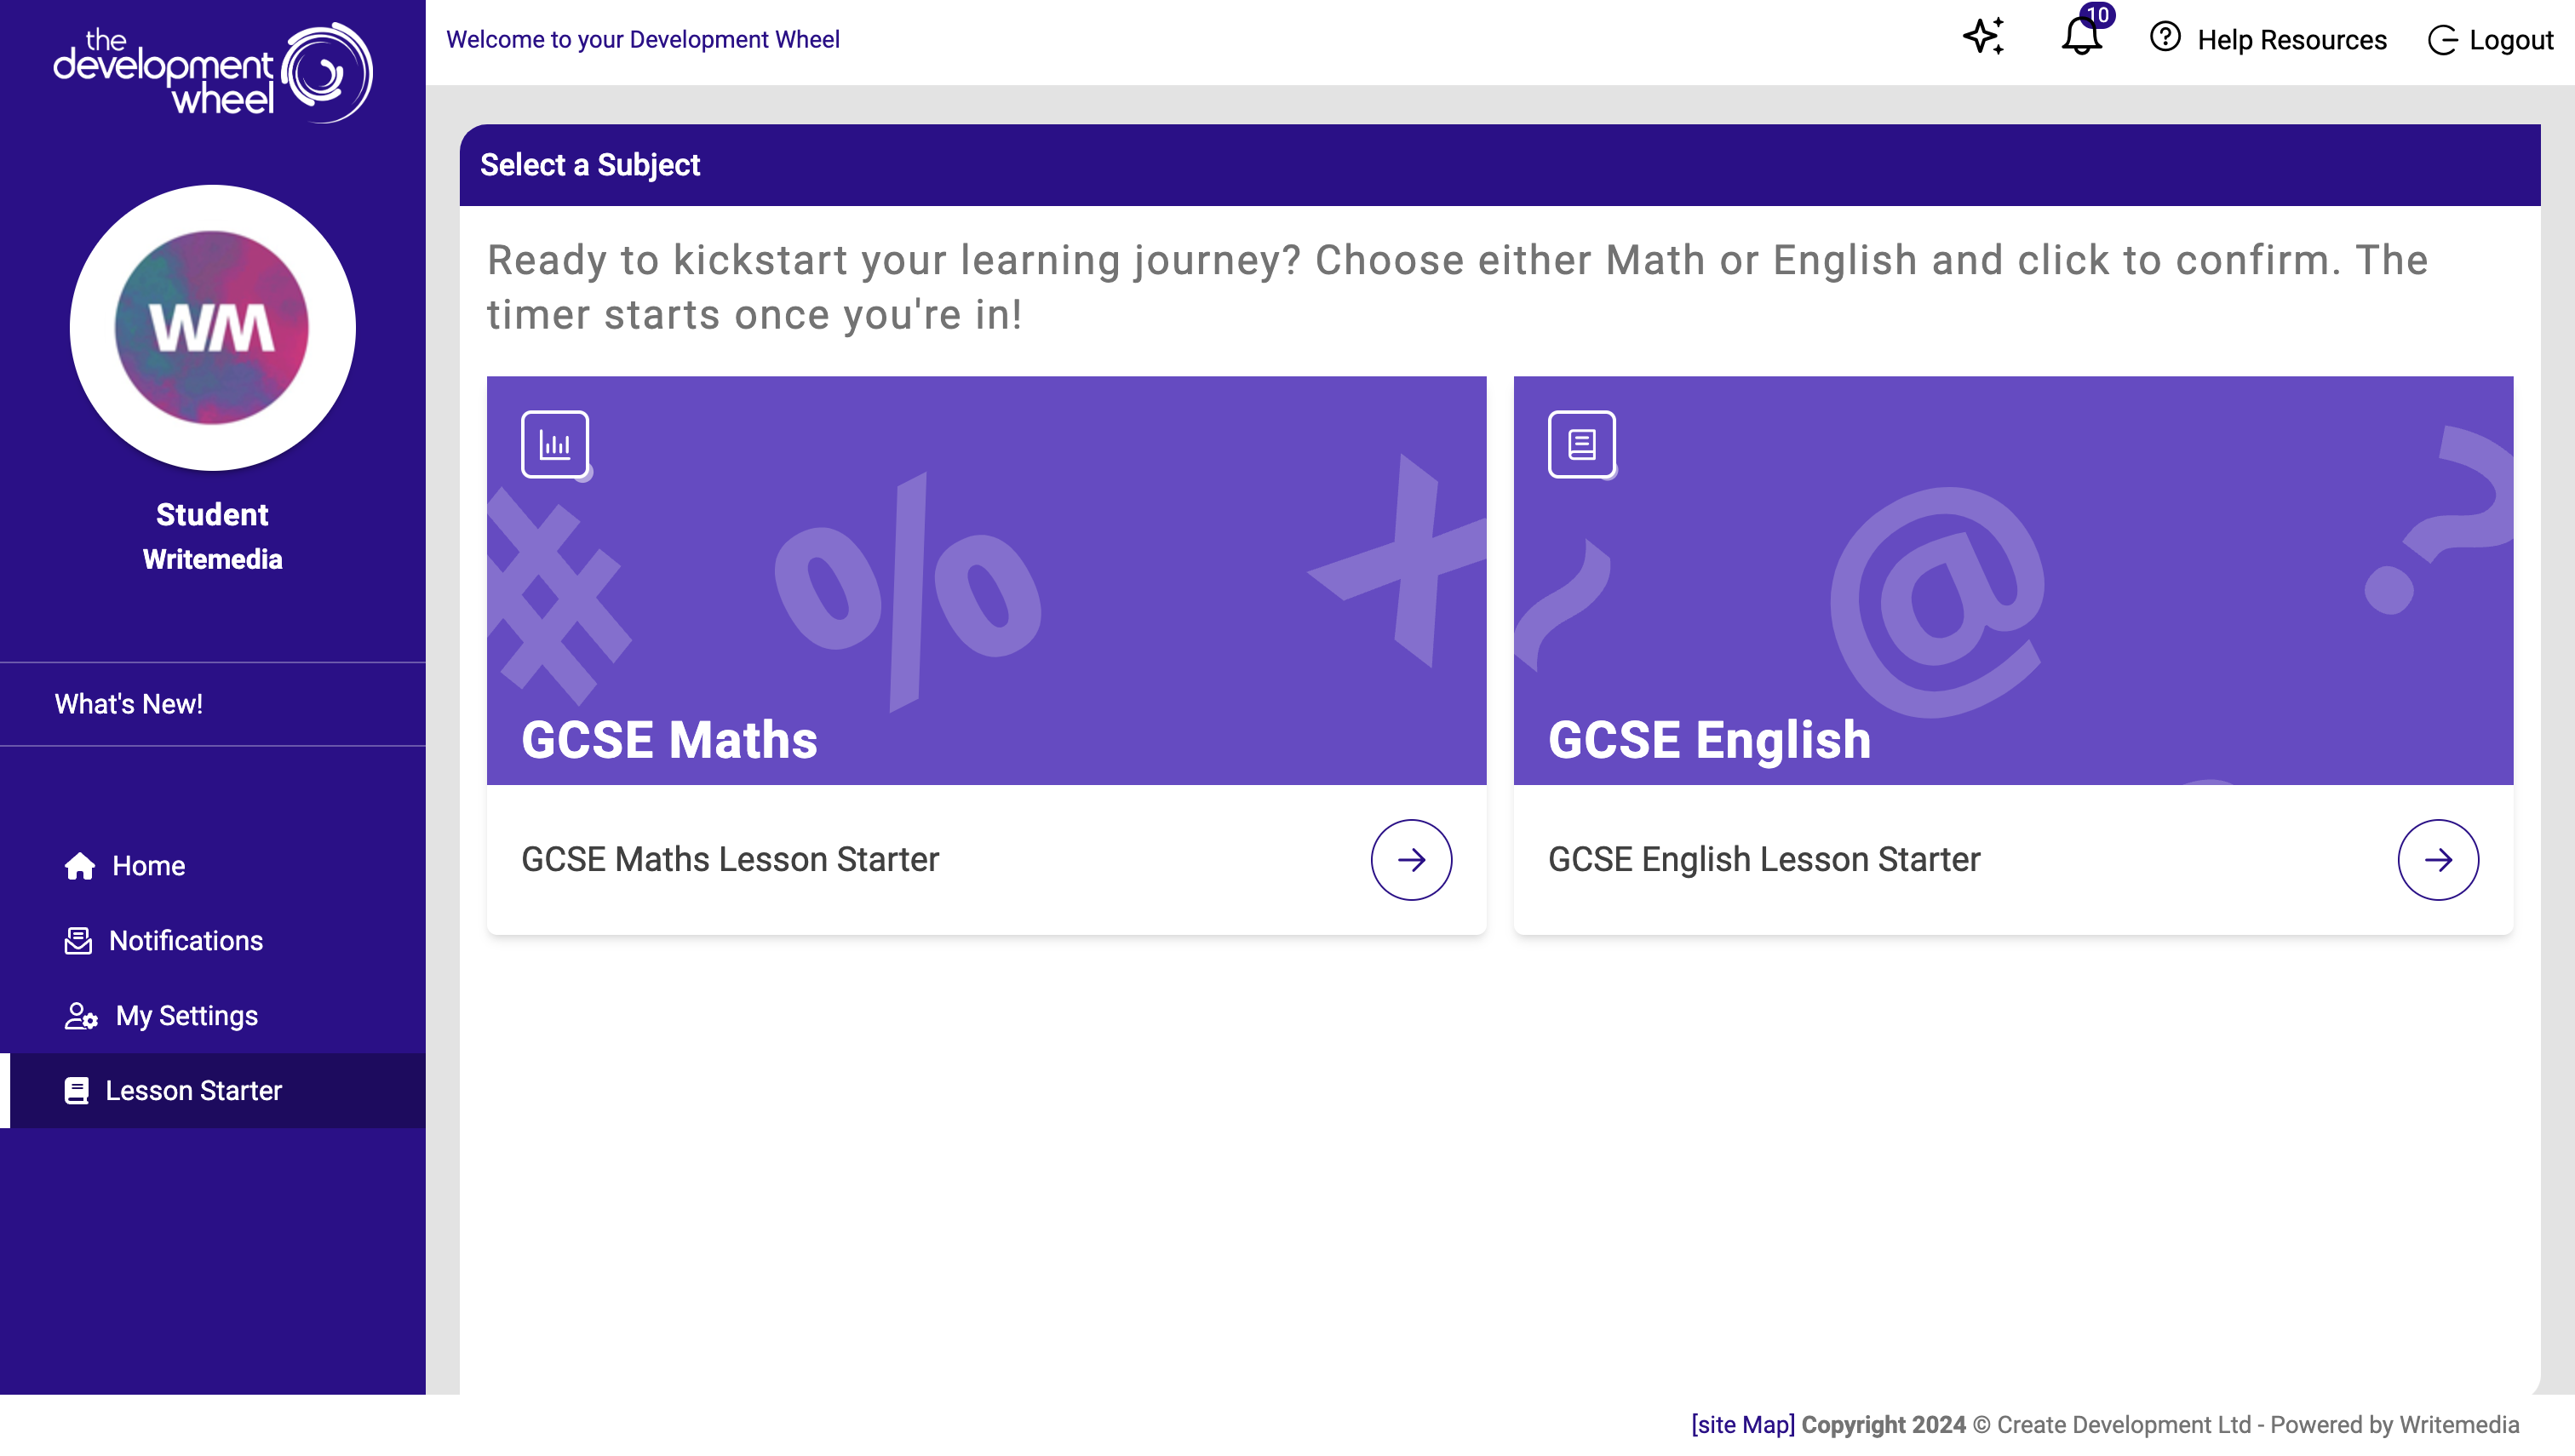 the
development
wheel
Welcome to your Development Wheel
10
Help Resources
Logout
WM
Student
Writemedia
What's New!
Home
Notifications
My Settings
Lesson Starter
Select a Subject
Ready to kickstart your learning journey? Choose either Math or English and click to confirm. The
timer starts once you're in!
# % X
GCSE Maths
GCSE Maths Lesson Starter
~ @ ?
GCSE English
GCSE English Lesson Starter
[site Map] Copyright 2024 © Create Development Ltd - Powered by Writemedia